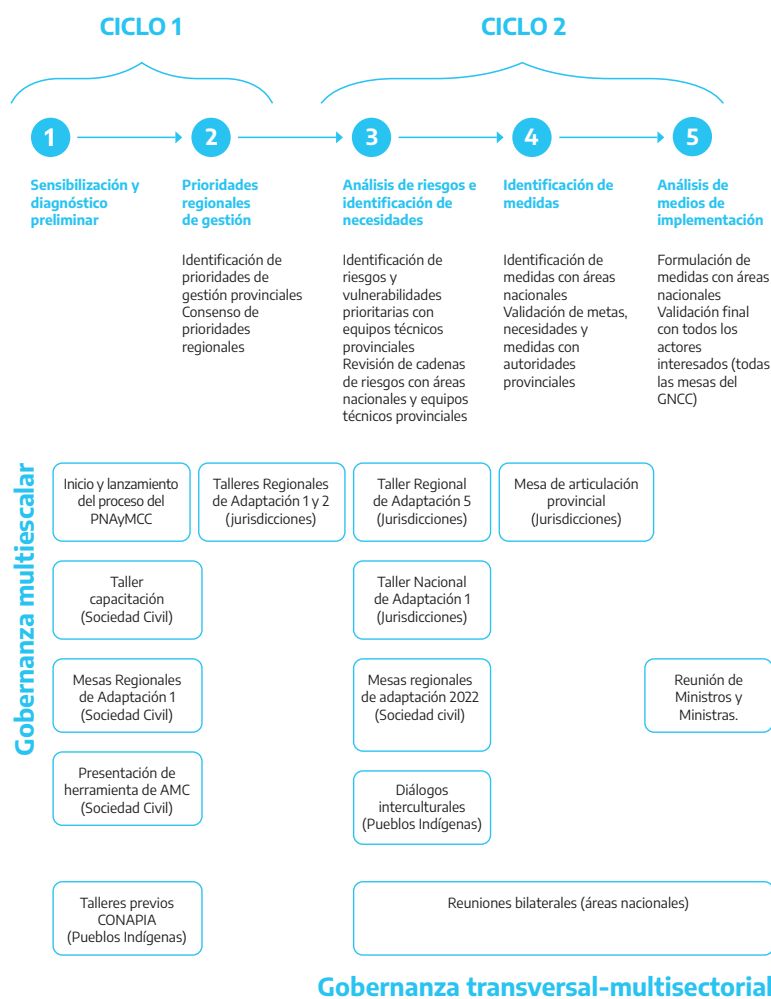 CICLO 1
CICLO 2
1
2
3
4
5
Sensibilización y
diagnóstico
preliminar
Prioridades
regionales
de gestión
Identificación de
prioridades de
gestión provinciales
Consenso de
prioridades
regionales
Análisis de riesgos e
identificación de
necesidades
Identificación de
riesgos y
vulnerabilidades
prioritarias con
equipos técnicos
provinciales
Revisión de cadenas
de riesgos con áreas
nacionales y equipos
técnicos provinciales
Identificación de
medidas
Identificación de
medidas con áreas
nacionales
Validación de metas,
necesidades y
medidas con
autoridades
provinciales
Análisis de
medios de
implementación
Formulación de
medidas con áreas
nacionales
Validación final
con todos los
actores
interesados (todas
las mesas del
GNCC)
Gobernanza multiescalar
Inicio y lanzamiento
del proceso del
PNAyMCC
Talleres Regionales
de Adaptación 1 y 2
(jurisdicciones)
Taller Regional
de Adaptación 5
(Jurisdicciones)
Mesa de articulación
provincial
(Jurisdicciones)
Taller
capacitación
(Sociedad Civil)
Taller Nacional
de Adaptación 1
(Jurisdicciones)
Mesas Regionales
de Adaptación 1
(Sociedad Civil)
Mesas regionales
de adaptación 2022
(Sociedad civil)
Reunión de
Ministros y
Ministras.
Presentación de
herramienta de AMC
(Sociedad Civil)
Diálogos
interculturales
(Pueblos Indígenas)
Talleres previos
CONAPIA
(Pueblos Indígenas)
Reuniones bilaterales (áreas nacionales)
Gobernanza transversal-multisectorial